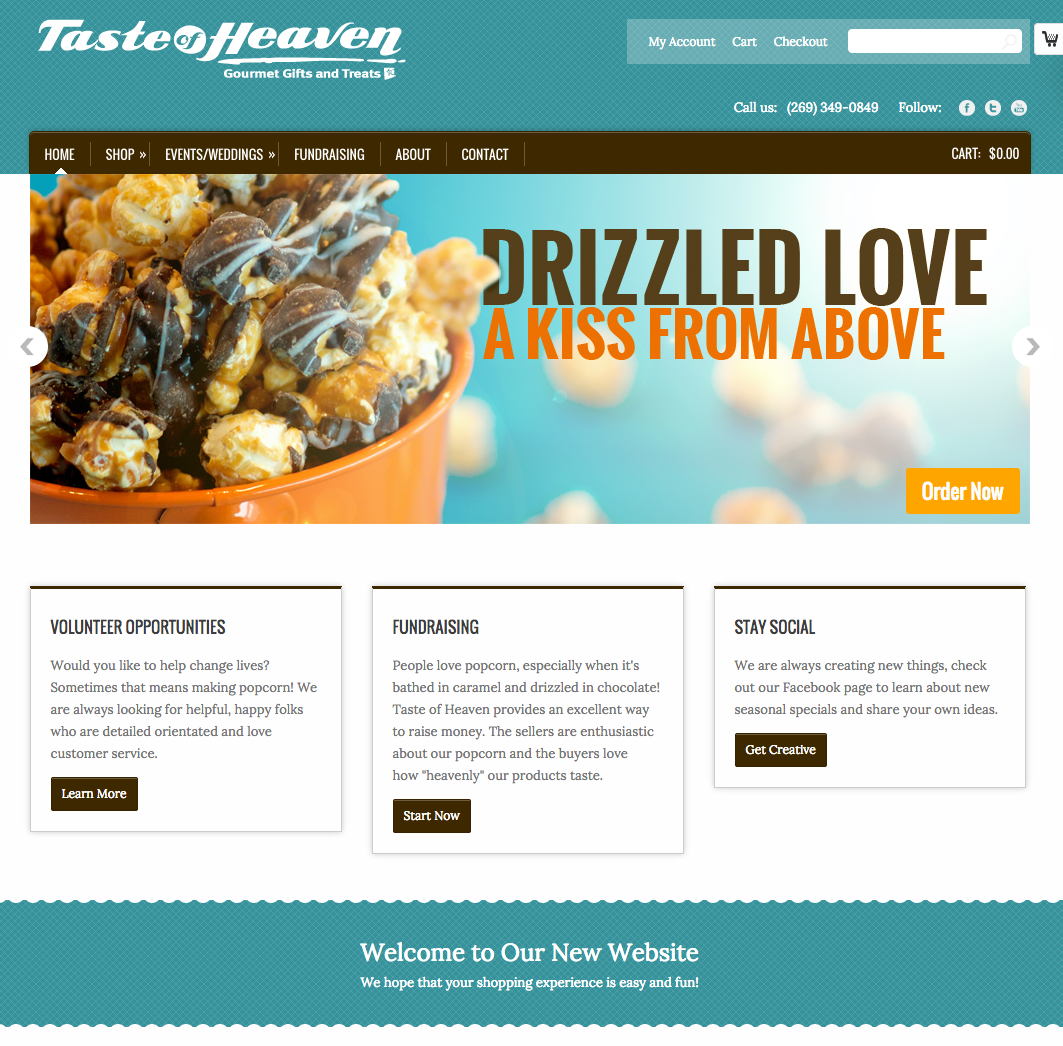 Taste of Heaven
Gourmet Gifts and Treats
My Account Cart Checkout
Call us: (269) 349-0849 Follow:
HOME SHOP » EVENTS/WEDDINGS » FUNDRAISING ABOUT CONTACT CART: $0.00
DRIZZLED LOVE
A KISS FROM ABOVE
Order Now
VOLUNTEER OPPORTUNITIES
Would you like to help change lives?
Sometimes that means making popcorn! We
are always looking for helpful, happy folks
who are detailed orientated and love
customer service.
Learn More
FUNDRAISING
People love popcorn, especially when it's
bathed in caramel and drizzled in chocolate!
Taste of Heaven provides an excellent way
to raise money. The sellers are enthusiastic
about our popcorn and the buyers love
how "heavenly" our products taste.
Start Now
STAY SOCIAL
We are always creating new things, check
out our Facebook page to learn about new
seasonal specials and share your own ideas.
Get Creative
Welcome to Our New Website
We hope that your shopping experience is easy and fun!